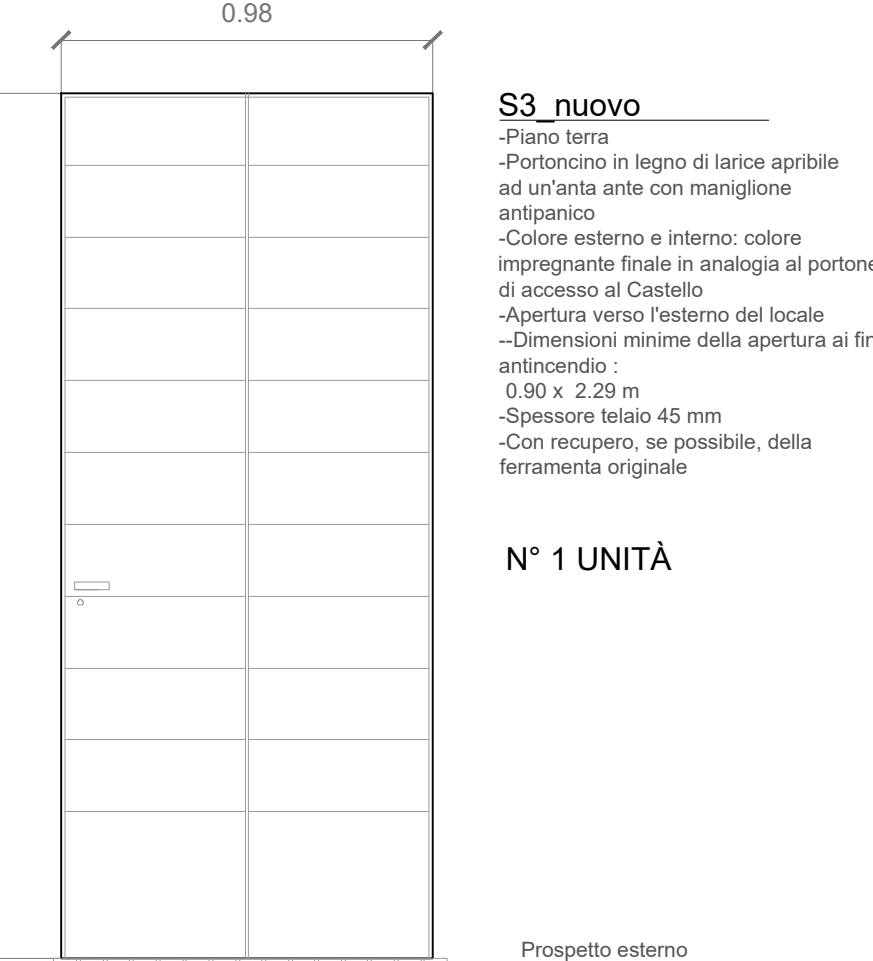 0.98
S3_nuovo
-Piano terra
-Portoncino in legno di larice apribile
ad un'anta ante con maniglione
antipanico
-Colore esterno e interno: colore
impregnante finale in analogia al portone
di accesso al Castello
-Apertura verso l'esterno del locale
--Dimensioni minime della apertura ai fin
antincendio :
0.90 x 2.29 m
-Spessore telaio 45 mm
-Con recupero, se possibile, della
ferramenta originale
N° 1 UNITÀ
Prospetto esterno